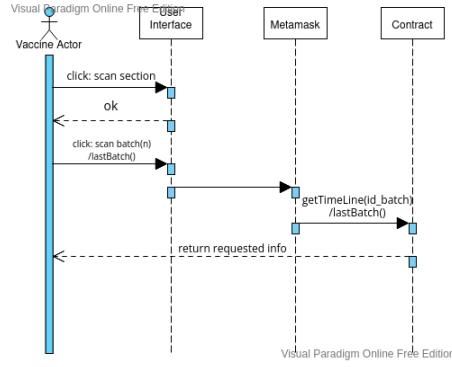 Visual Paradigm Online Free Edition
User
Interface
Metamask
Contract
Vaccine Actor
click: scan section
ok
click: scan batch(n)
/lastBatch()
getTimeLine(id_batch)
/lastBatch()
return requested info
Visual Paradigm Online Free Edition